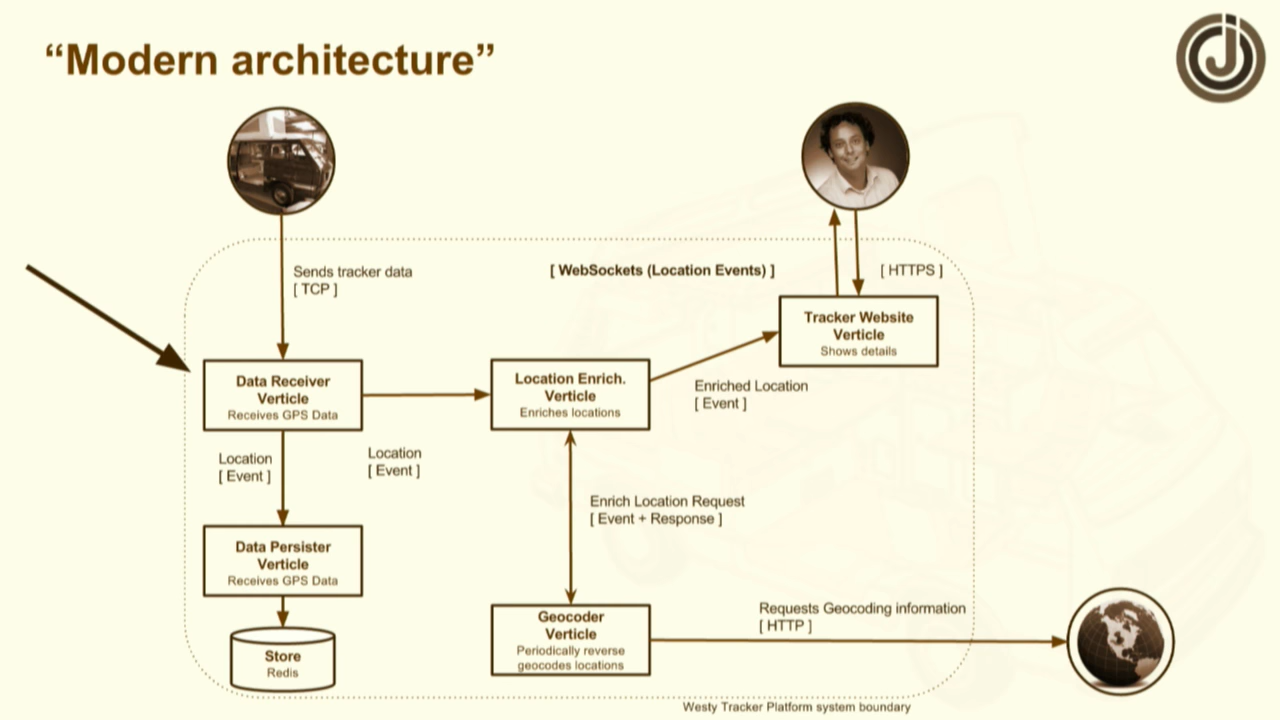 “Modern architecture”
Sends tracker data
[ TCP ]
[ WebSockets (Location Events) ]
[ HTTPS ]
Tracker Website
Verticle
Shows details
Data Receiver
Verticle
Receives GPS Data
Location Enrich.
Verticle
Enriches locations
Enriched Location
[ Event ]
Location
[ Event ]
Location
[ Event ]
Enrich Location Request
[ Event + Response ]
Data Persister
Verticle
Receives GPS Data
Geocoder
Verticle
Periodically reverse
geocodes locations
Requests Geocoding information
[ HTTP ]
Store
Redis
Westy Tracker Platform system boundary